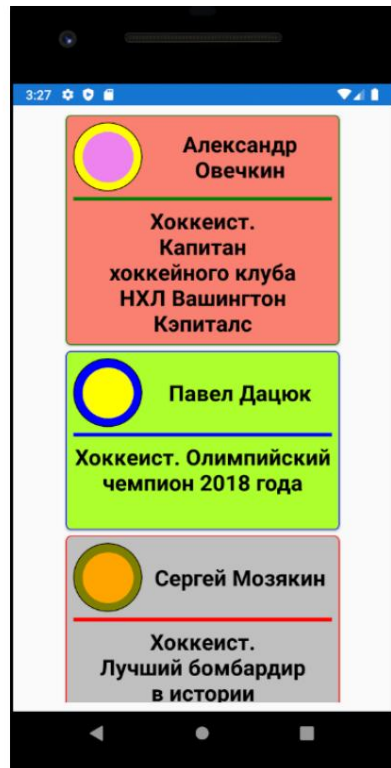 3:27
Александр
Овечкин
Хоккеист.
Капитан
хоккейного клуба
НХЛ Вашингтон
Кэпиталс
Павел Дацюк
Хоккеист. Олимпийский
чемпион 2018 года
Сергей Мозякин
Хоккеист.
Лучший бомбардир
в истории